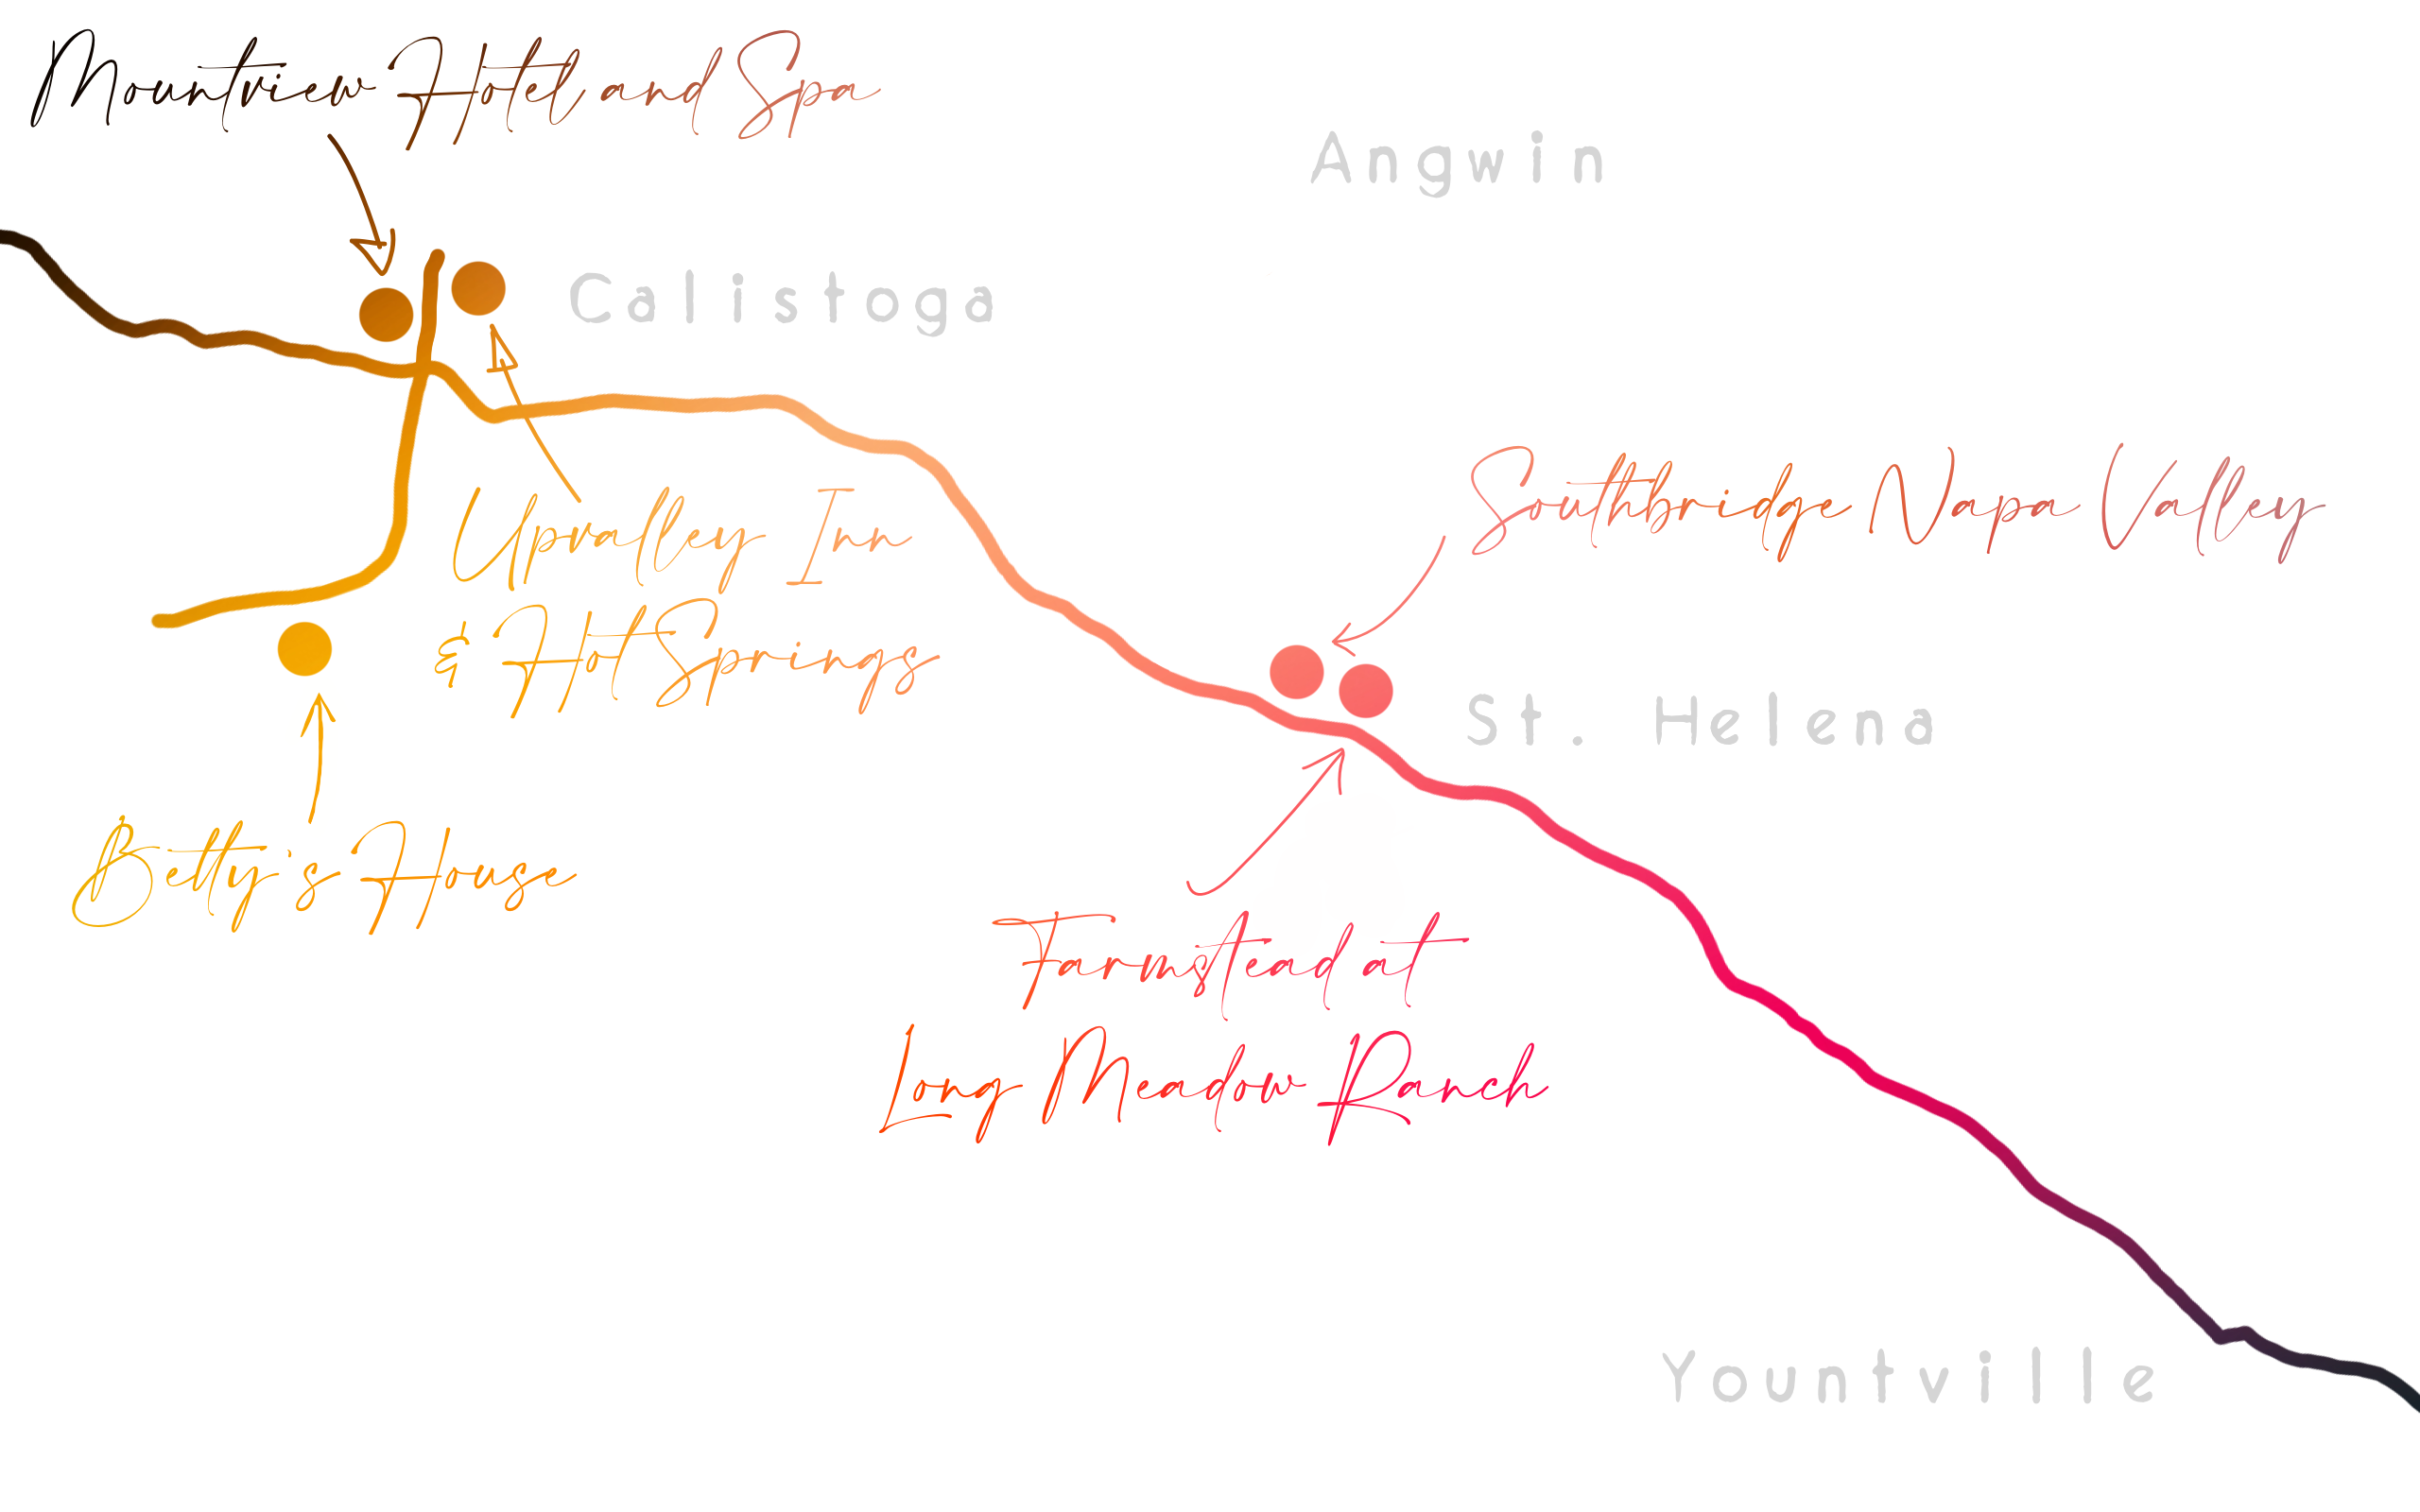 Mountview Hotel and Spa
Angwin
Calistoga
Southbridge Napa Valley
Upvalley Inn
& Hot Springs
St. Helena
Betty's House
Farmstead at
Long Meadow Ranch
Yountville